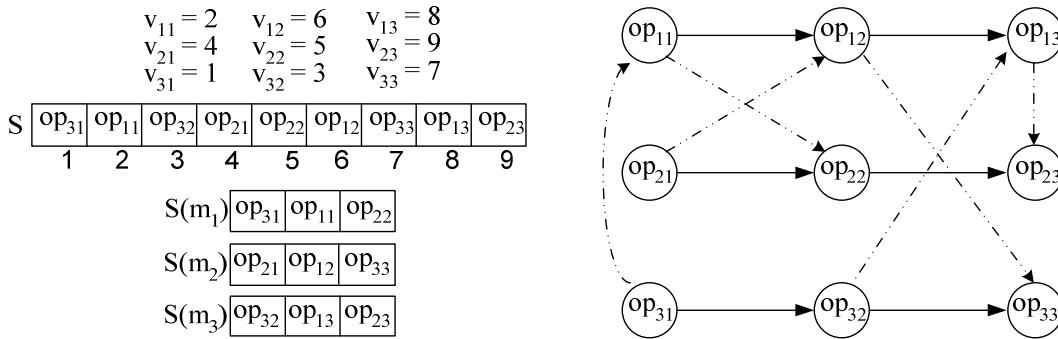 v₁₁ = 2 v₁₂ = 6 v₁₃ = 8
v₂₁ = 4 v₂₂ = 5 v₂₃ = 9
v₃₁ = 1 v₃₂ = 3 v₃₃ = 7
S op₃₁ op₁₁ op₃₂ op₂₁ op₂₂ op₁₂ op₃₃ op₁₃ op₂₃
1 2 3 4 5 6 7 8 9
S(m₁) op₃₁ op₁₁ op₂₂
S(m₂) op₂₁ op₁₂ op₃₃
S(m₃) op₃₂ op₁₃ op₂₃
op₁₁ op₁₂ op₁₃
op₂₁ op₂₂ op₂₃
op₃₁ op₃₂ op₃₃